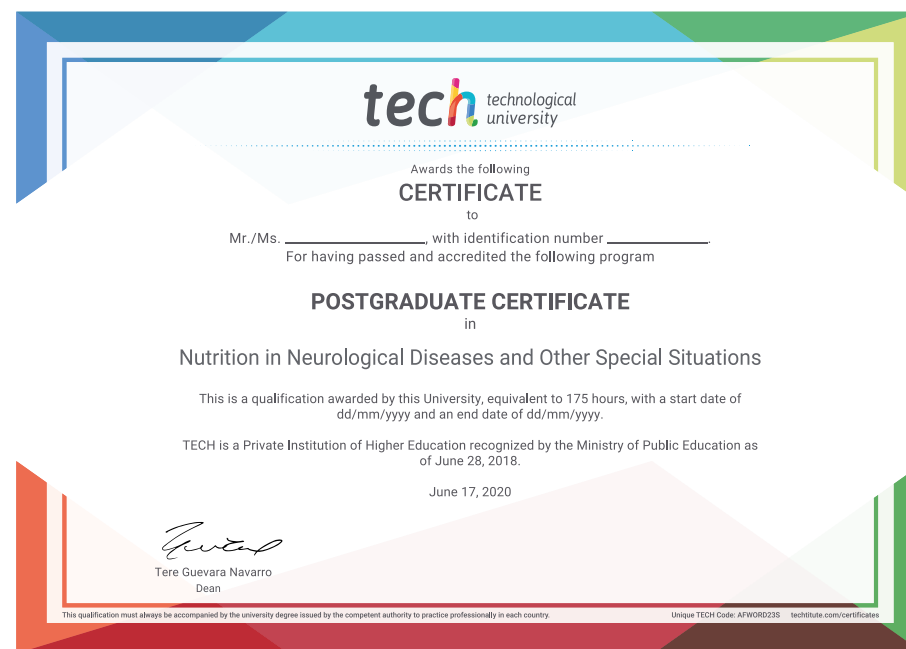 tech technological
university
Awards the following
CERTIFICATE
to
Mr./Ms. ____________________, with identification number ______________.
For having passed and accredited the following program
POSTGRADUATE CERTIFICATE
in
Nutrition in Neurological Diseases and Other Special Situations
This is a qualification awarded by this University, equivalent to 175 hours, with a start date of
dd/mm/yyyy and an end date of dd/mm/yyyy.
TECH is a Private Institution of Higher Education recognized by the Ministry of Public Education as
of June 28, 2018.
June 17, 2020
Tere Guevara Navarro
Dean
This qualification must always be accompanied by the university degree issued by the competent authority to practice professionally in each country.
Unique TECH Code: AFWORD23S techtitute.com/certificates